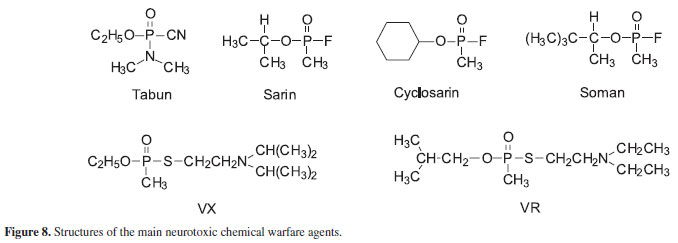 O
C2H5O-P-CN
N
H3C CH3
Tabun
H O
H3C-C-O-P-F
CH3 CH3
Sarin
O
-O-P-F
CH3
Cyclosarin
H O
(H3C)3C-C-O-P-F
CH3 CH3
Soman
O
C2H5O-P-S-CH2CH2N
CH(CH3)2
CH(CH3)2
CH3
VX
H3C
O
CH-CH2-O-P-S-CH2CH2N
CH2CH3
CH2CH3
H3C
CH3
VR
Figure 8. Structures of the main neurotoxic chemical warfare agents.